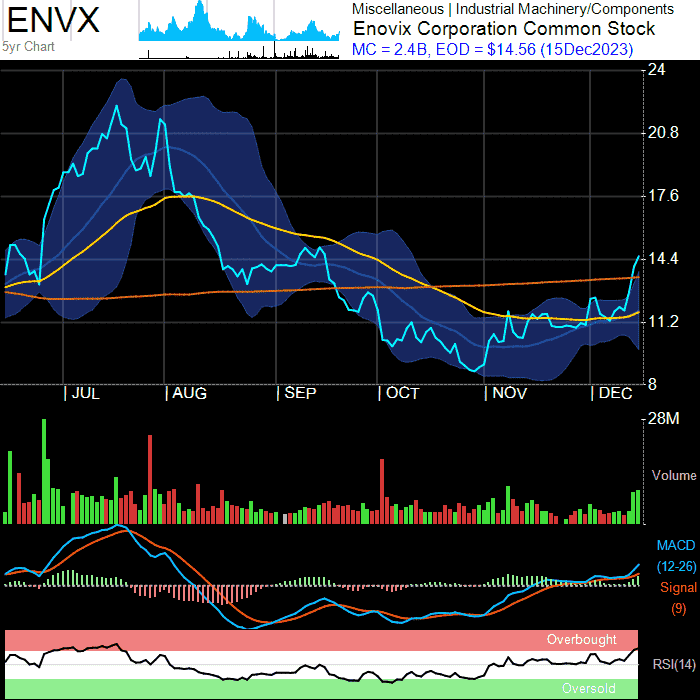 ENVX
5yr Chart
Miscellaneous | Industrial Machinery/Components
Enovix Corporation Common Stock
MC = 2.4B, EOD = $14.56 (15Dec2023)
24
20.8
17.6
14.4
11.2
8
| JUL | AUG | SEP | OCT | NOV | DEC
28M
Volume
MACD
(12-26)
Signal
(9)
Overbought
RSI(14)
Oversold